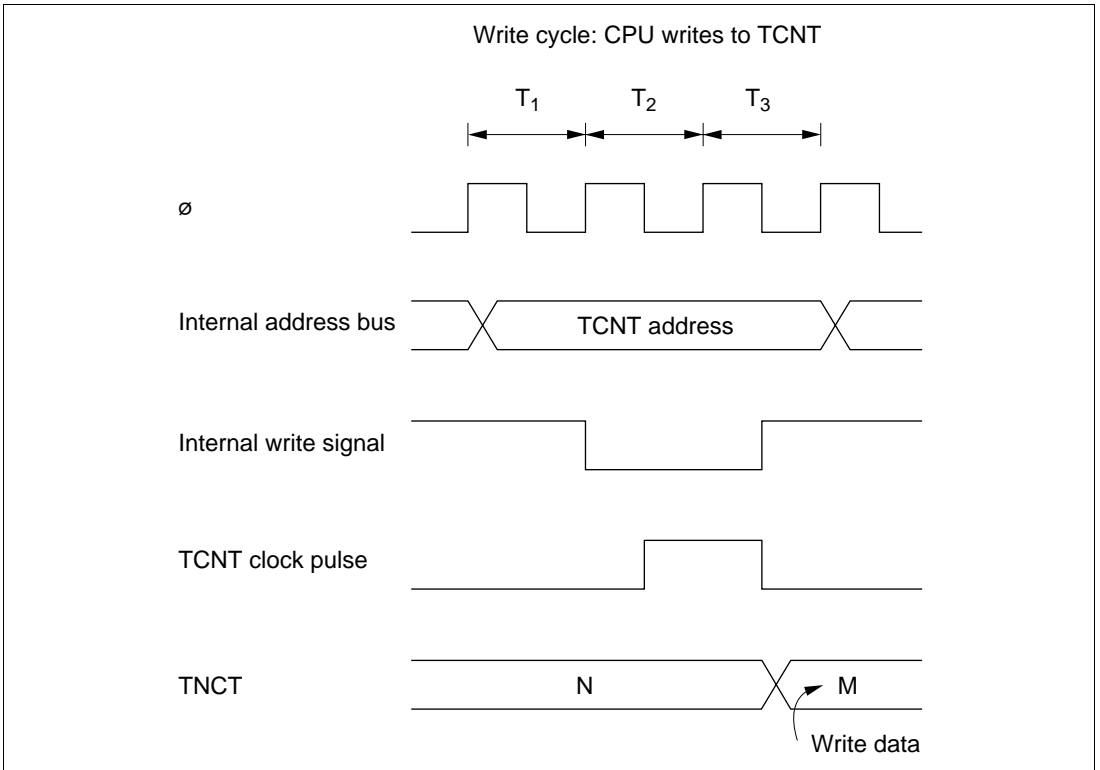 Write cycle: CPU writes to TCNT
T1 T2 T3
ø
Internal address bus TCNT address
Internal write signal
TCNT clock pulse
TNCT N M
Write data